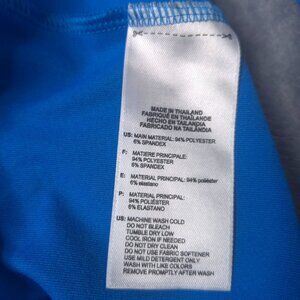 MADE IN THAILAND
FABRIQUÉ EN THAÏLANDE
HECHO EN TAILANDIA
FABRICADO NA TAILÂNDIA
US: MAIN MATERIAL: 94% POLYESTER
6% SPANDEX
F: MATIERE PRINCIPALE:
94% POLYESTER
6% SPANDEX
E: MATERIAL PRINCIPAL: 94% poliéster
6% elastano
P: MATERIAL PRINCIPAL:
94% POLIÉSTER
6% ELASTANO
US: MACHINE WASH COLD
DO NOT BLEACH
TUMBLE DRY LOW
COOL IRON IF NEEDED
DO NOT DRY CLEAN
DO NOT USE FABRIC SOFTENER
USE MILD DETERGENT ONLY
WASH WITH LIKE COLORS
REMOVE PROMPTLY AFTER WASH